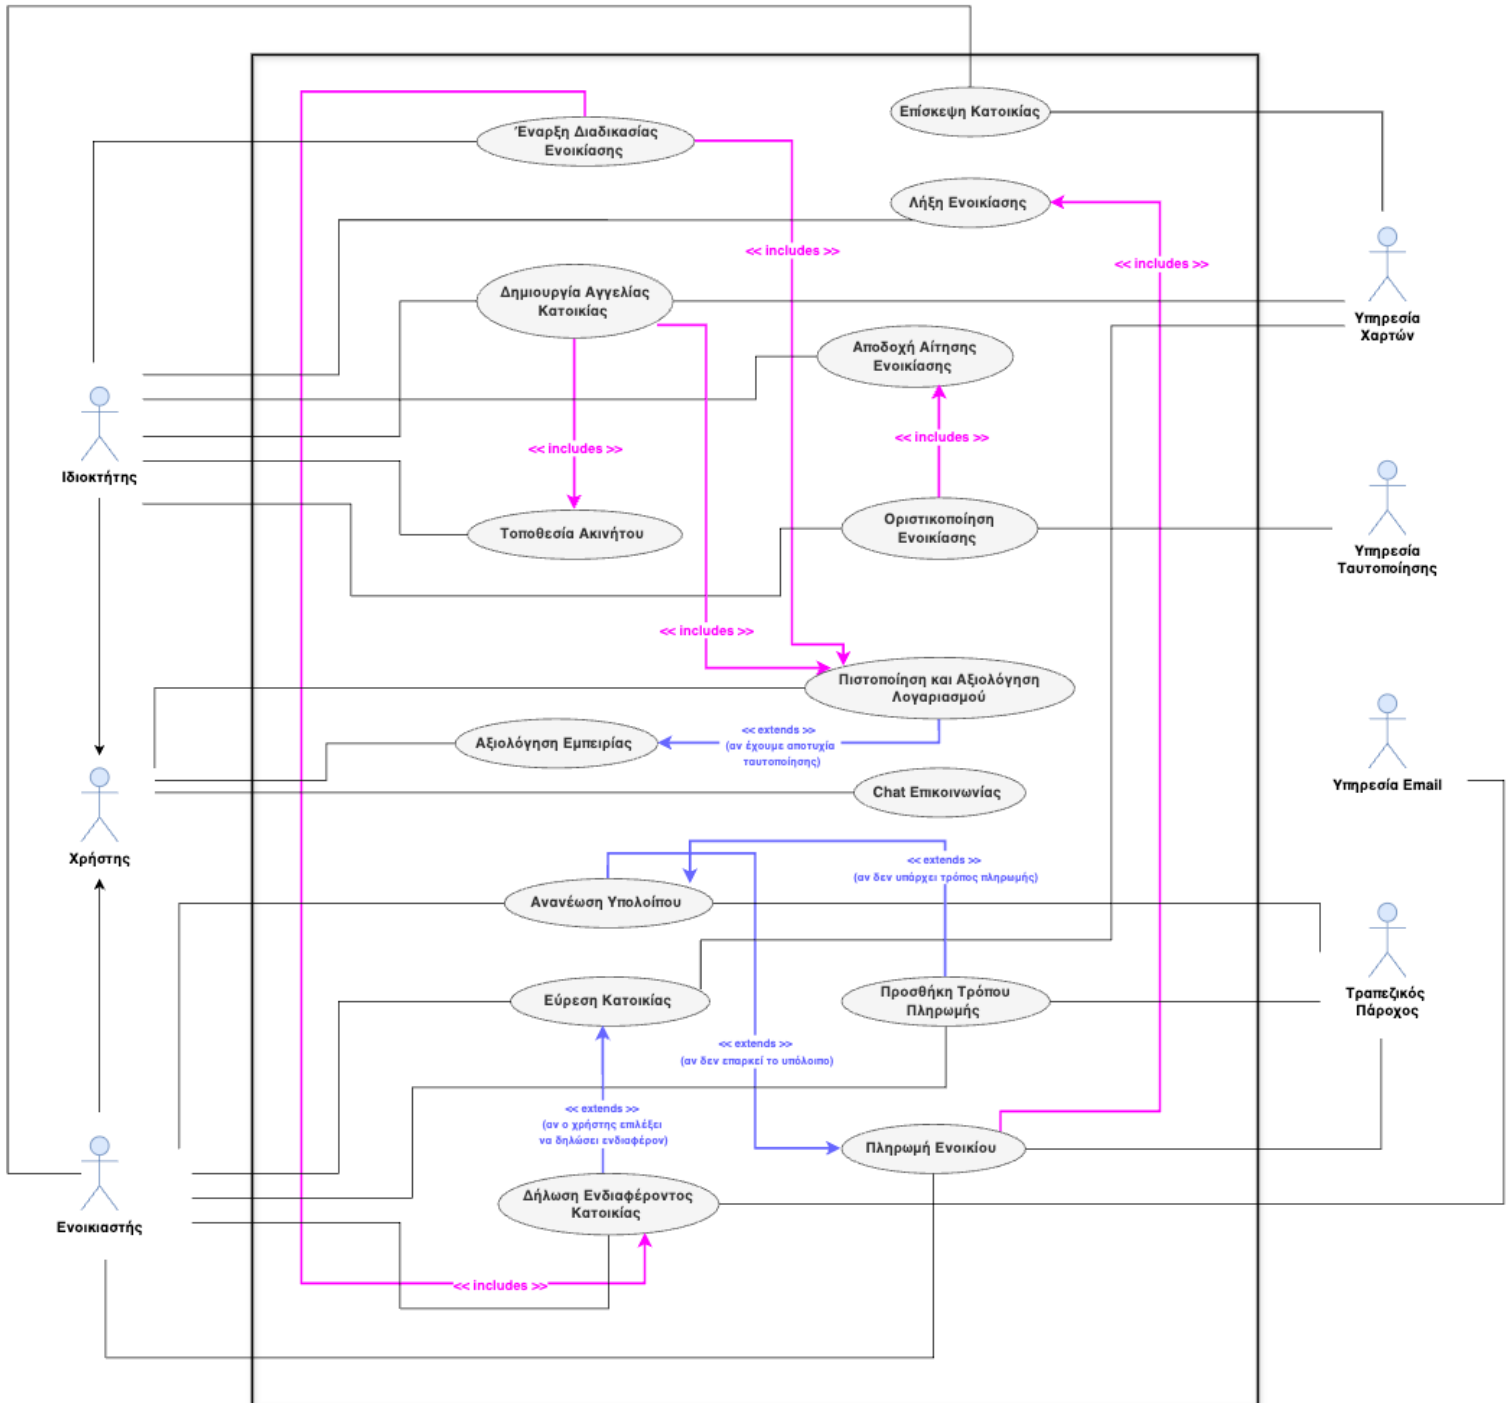 Επίσκεψη Κατοικίας
Έναρξη Διαδικασίας
Ενοικίασης
Λήξη Ενοικίασης
<< includes >>
<< includes >>
Δημιουργία Αγγελίας
Κατοικίας
Υπηρεσία
Χαρτών
Αποδοχή Αίτησης
Ενοικίασης
<< includes >>
<< includes >>
Ιδιοκτήτης
Τοποθεσία Ακινήτου
Οριστικοποίηση
Ενοικίασης
Υπηρεσία
Ταυτοποίησης
<< includes >>
Πιστοποίηση και Αξιολόγηση
Λογαριασμού
Αξιολόγηση Εμπειρίας
<< extends >>
(αν έχουμε αποτυχία
ταυτοποίησης)
Υπηρεσία Email
Chat Επικοινωνίας
Χρήστης
<< extends >>
(αν δεν υπάρχει τρόπος πληρωμής)
Ανανέωση Υπολοίπου
Εύρεση Κατοικίας
Προσθήκη Τρόπου
Πληρωμής
Τραπεζικός
Πάροχος
<< extends >>
(αν δεν επαρκεί το υπόλοιπο)
<< extends >>
(αν ο χρήστης επιλέξει
να δηλώσει ενδιαφέρον)
Πληρωμή Ενοικίου
Δήλωση Ενδιαφέροντος
Κατοικίας
Ενοικιαστής
<< includes >>